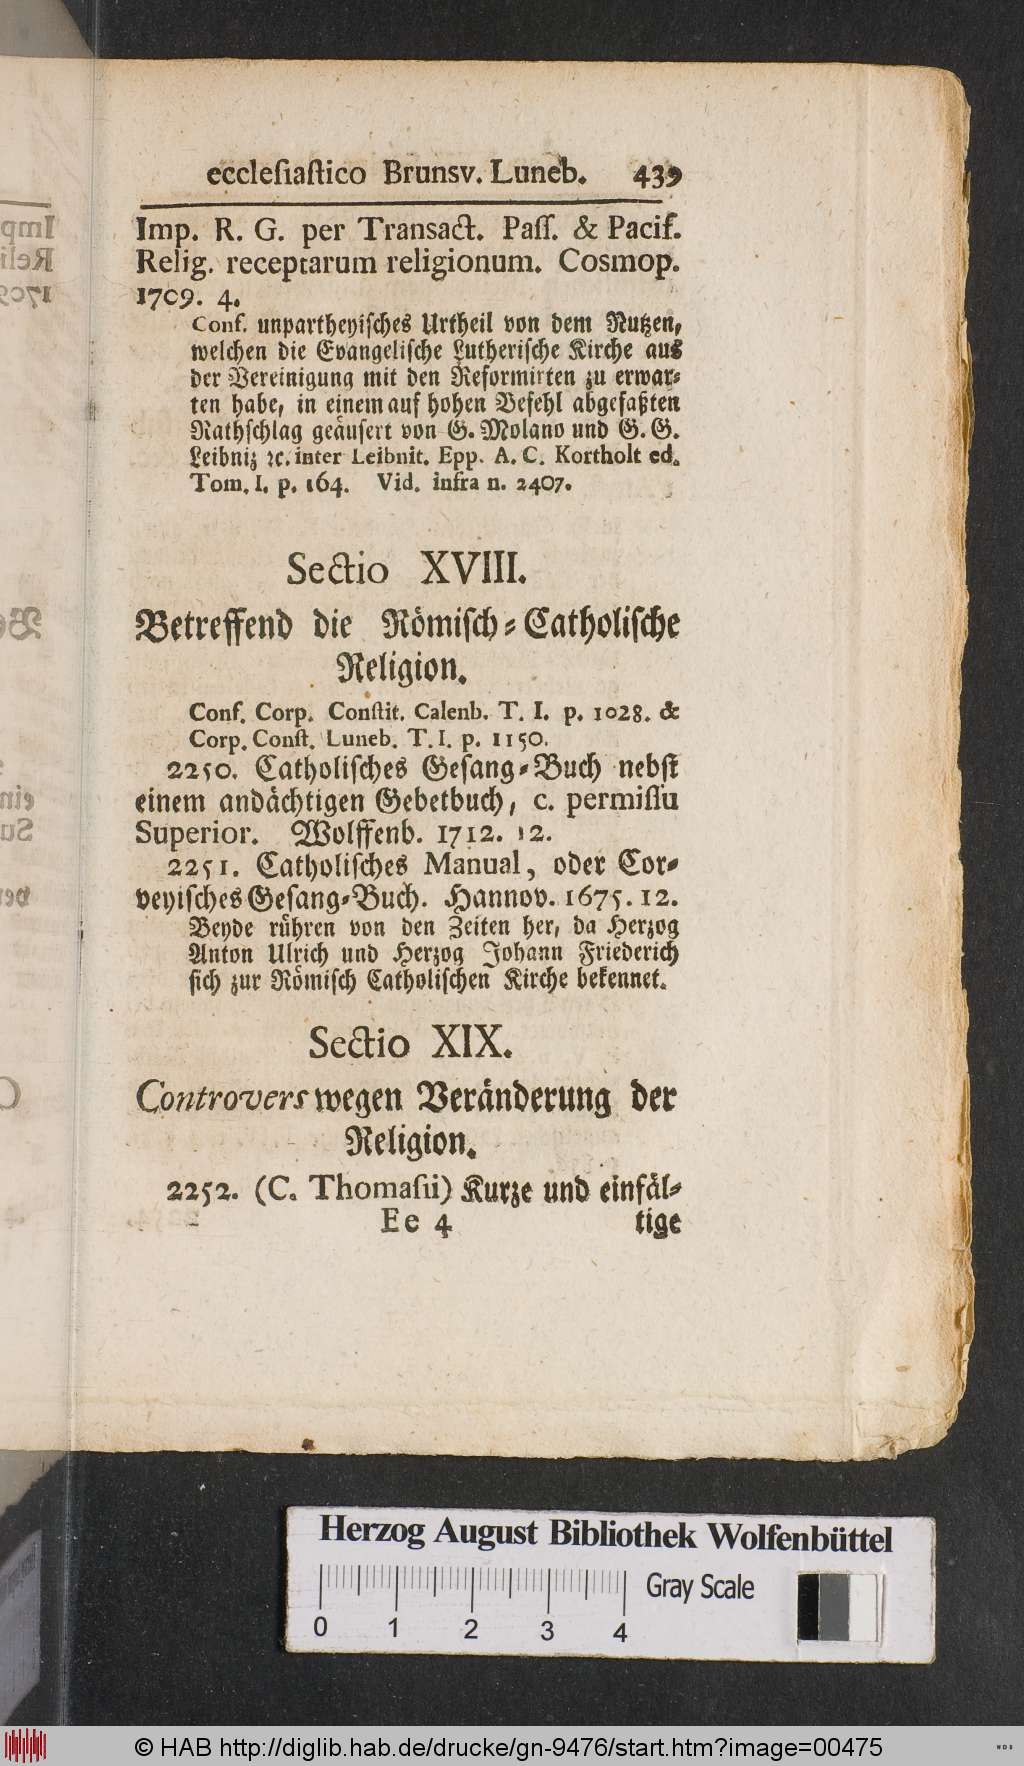 eccleſiaſtico Brunsv. Luneb. 439
Imp. R. G. per Transact. Paſſ. & Pacif.
Relig. receptarum religionum. Cosmop.
1709. 4.
Conf. unpartheyiſches Urtheil von dem Nutzen,
welchen die Evangeliſche Lutheriſche Kirche aus
der Vereinigung mit den Reformirten zu erwar⸗
ten habe, in einem auf hohen Befehl abgefaßten
Rathſchlag geäuſert von G. Molano und G. G.
Leibniz ꝛc. inter Leibnit. Epp. A. C. Kortholt ed.
Tom. I. p. 164. Vid. infra n. 2407.
Sectio XVIII.
Betreffend die Römiſch⸗Catholiſche
Religion.
Conf. Corp. Conſtit. Calenb. T. I. p. 1028. &
Corp. Conſt. Luneb. T. I. p. 1150.
2250. Catholiſches Geſang⸗Buch nebſt
einem andächtigen Gebetbuch, c. permiſſu
Superior. Wolffenb. 1712. 12.
2251. Catholiſches Manual, oder Cor⸗
veyiſches Geſang⸗Buch. Hannov. 1675. 12.
Beyde rühren von den Zeiten her, da Herzog
Anton Ulrich und Herzog Johann Friederich
ſich zur Römiſch Catholiſchen Kirche bekennet.
Sectio XIX.
Controvers wegen Veränderung der
Religion.
2252. (C. Thomaſii) Kurze und einfäl⸗
Ee 4 tige
Herzog August Bibliothek Wolfenbüttel
Gray Scale
0 1 2 3 4
© HAB http://diglib.hab.de/drucke/gn-9476/start.htm?image=00475